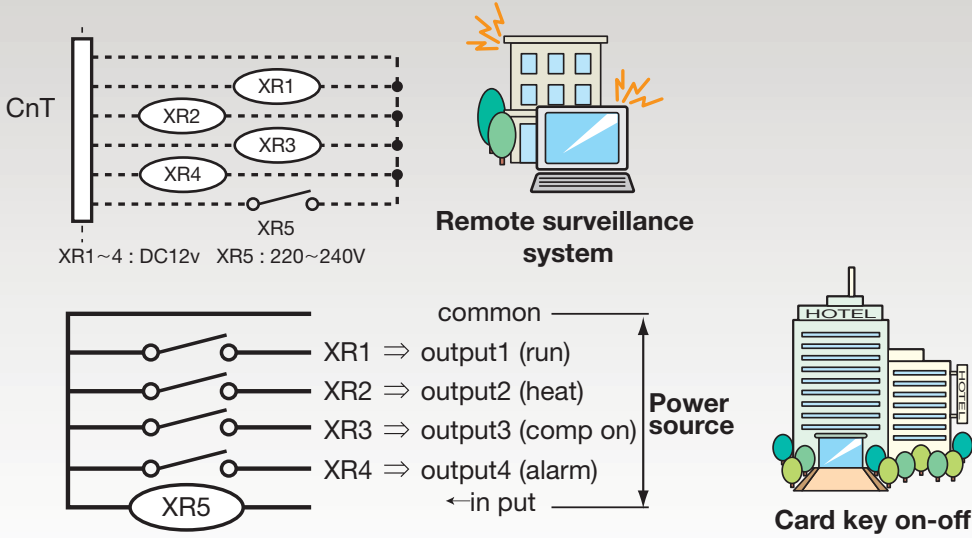 CnT
XR1
XR2
XR3
XR4
XR5
XR1~4 : DC12v XR5 : 220~240V
Remote surveillance
system
common
XR1 ⇒ output1 (run)
XR2 ⇒ output2 (heat)
XR3 ⇒ output3 (comp on)
XR4 ⇒ output4 (alarm)
XR5
←in put
Power
source
HOTEL
HOTEL
Card key on-off